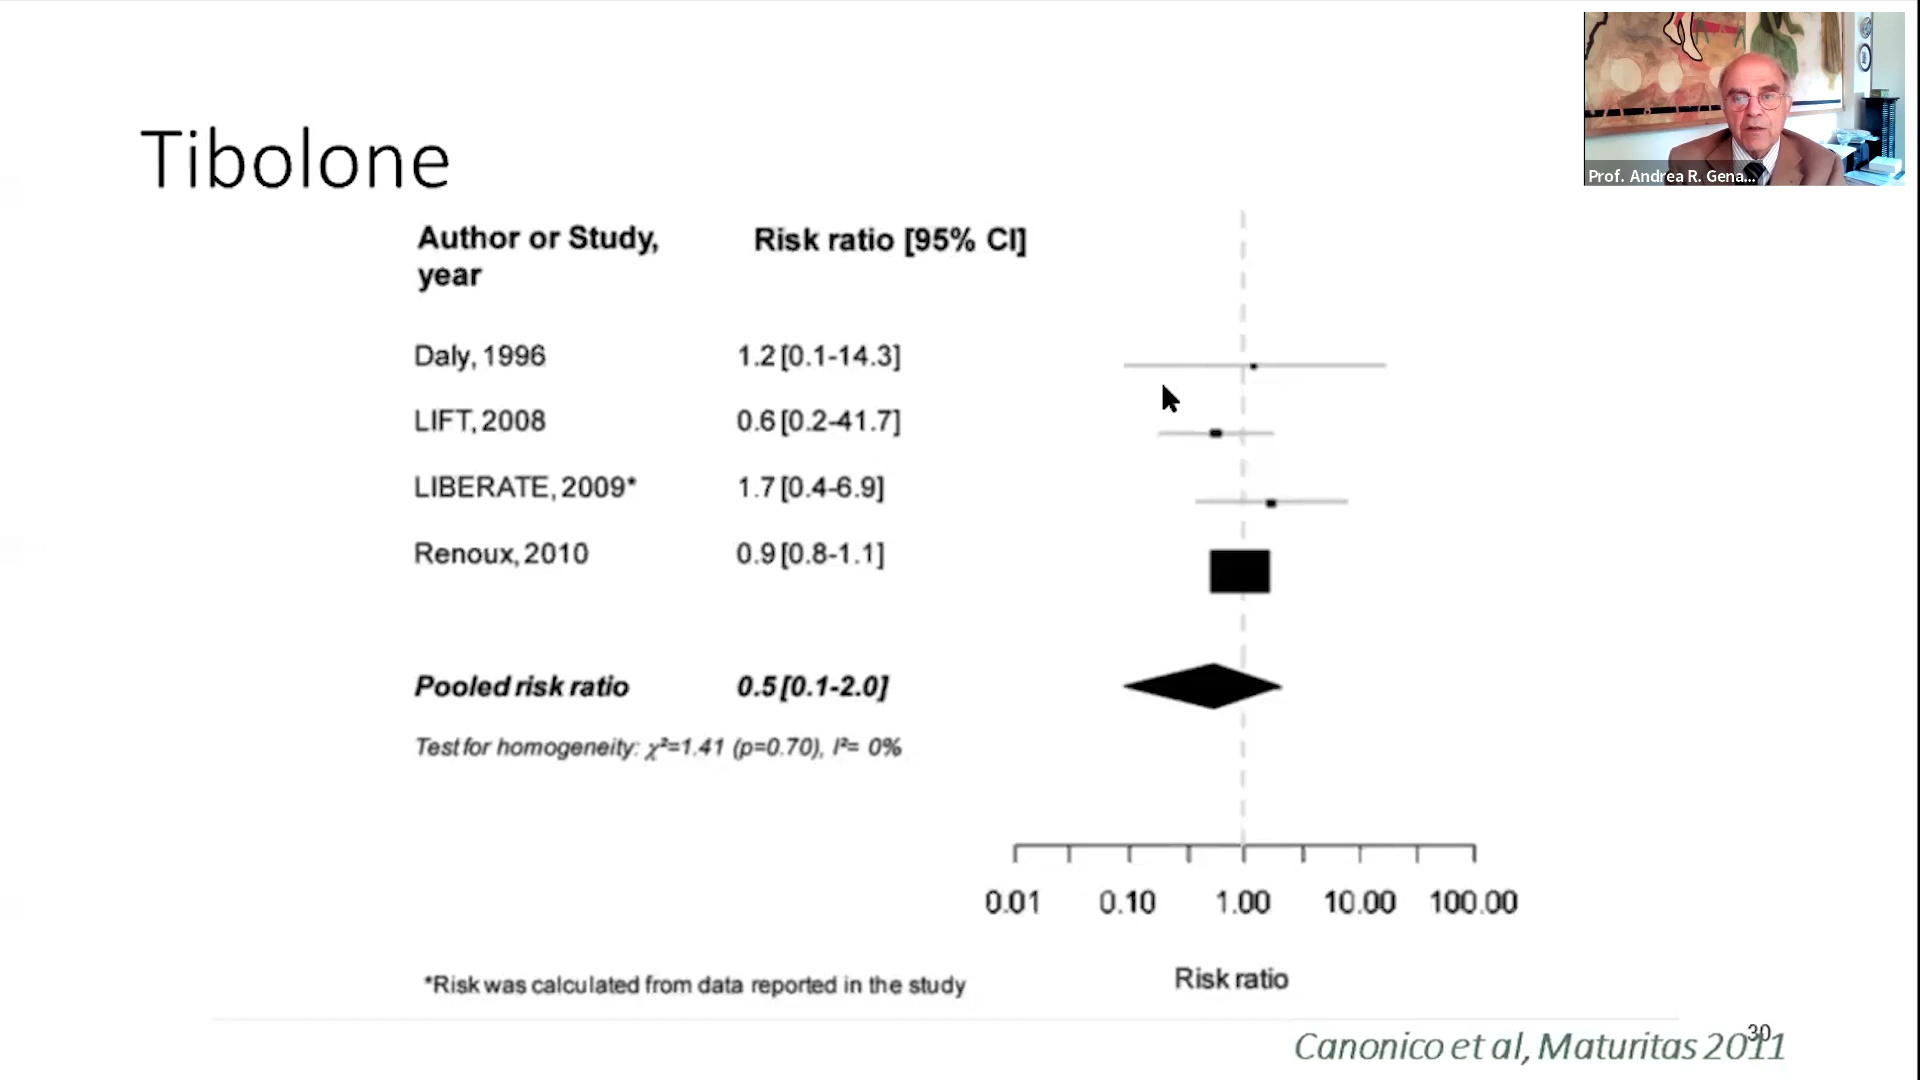 Prof. Andrea R. Gena...
Tibolone
Author or Study, year
Risk ratio [95% CI]
Daly, 1996 1.2 [0.1-14.3]
LIFT, 2008 0.6 [0.2-41.7]
LIBERATE, 2009* 1.7 [0.4-6.9]
Renoux, 2010 0.9 [0.8-1.1]
Pooled risk ratio 0.5 [0.1-2.0]
Test for homogeneity: χ²=1.41 (p=0.70), I²= 0%
0.01 0.10 1.00 10.00 100.00
Risk ratio
*Risk was calculated from data reported in the study
30
Canonico et al, Maturitas 2011